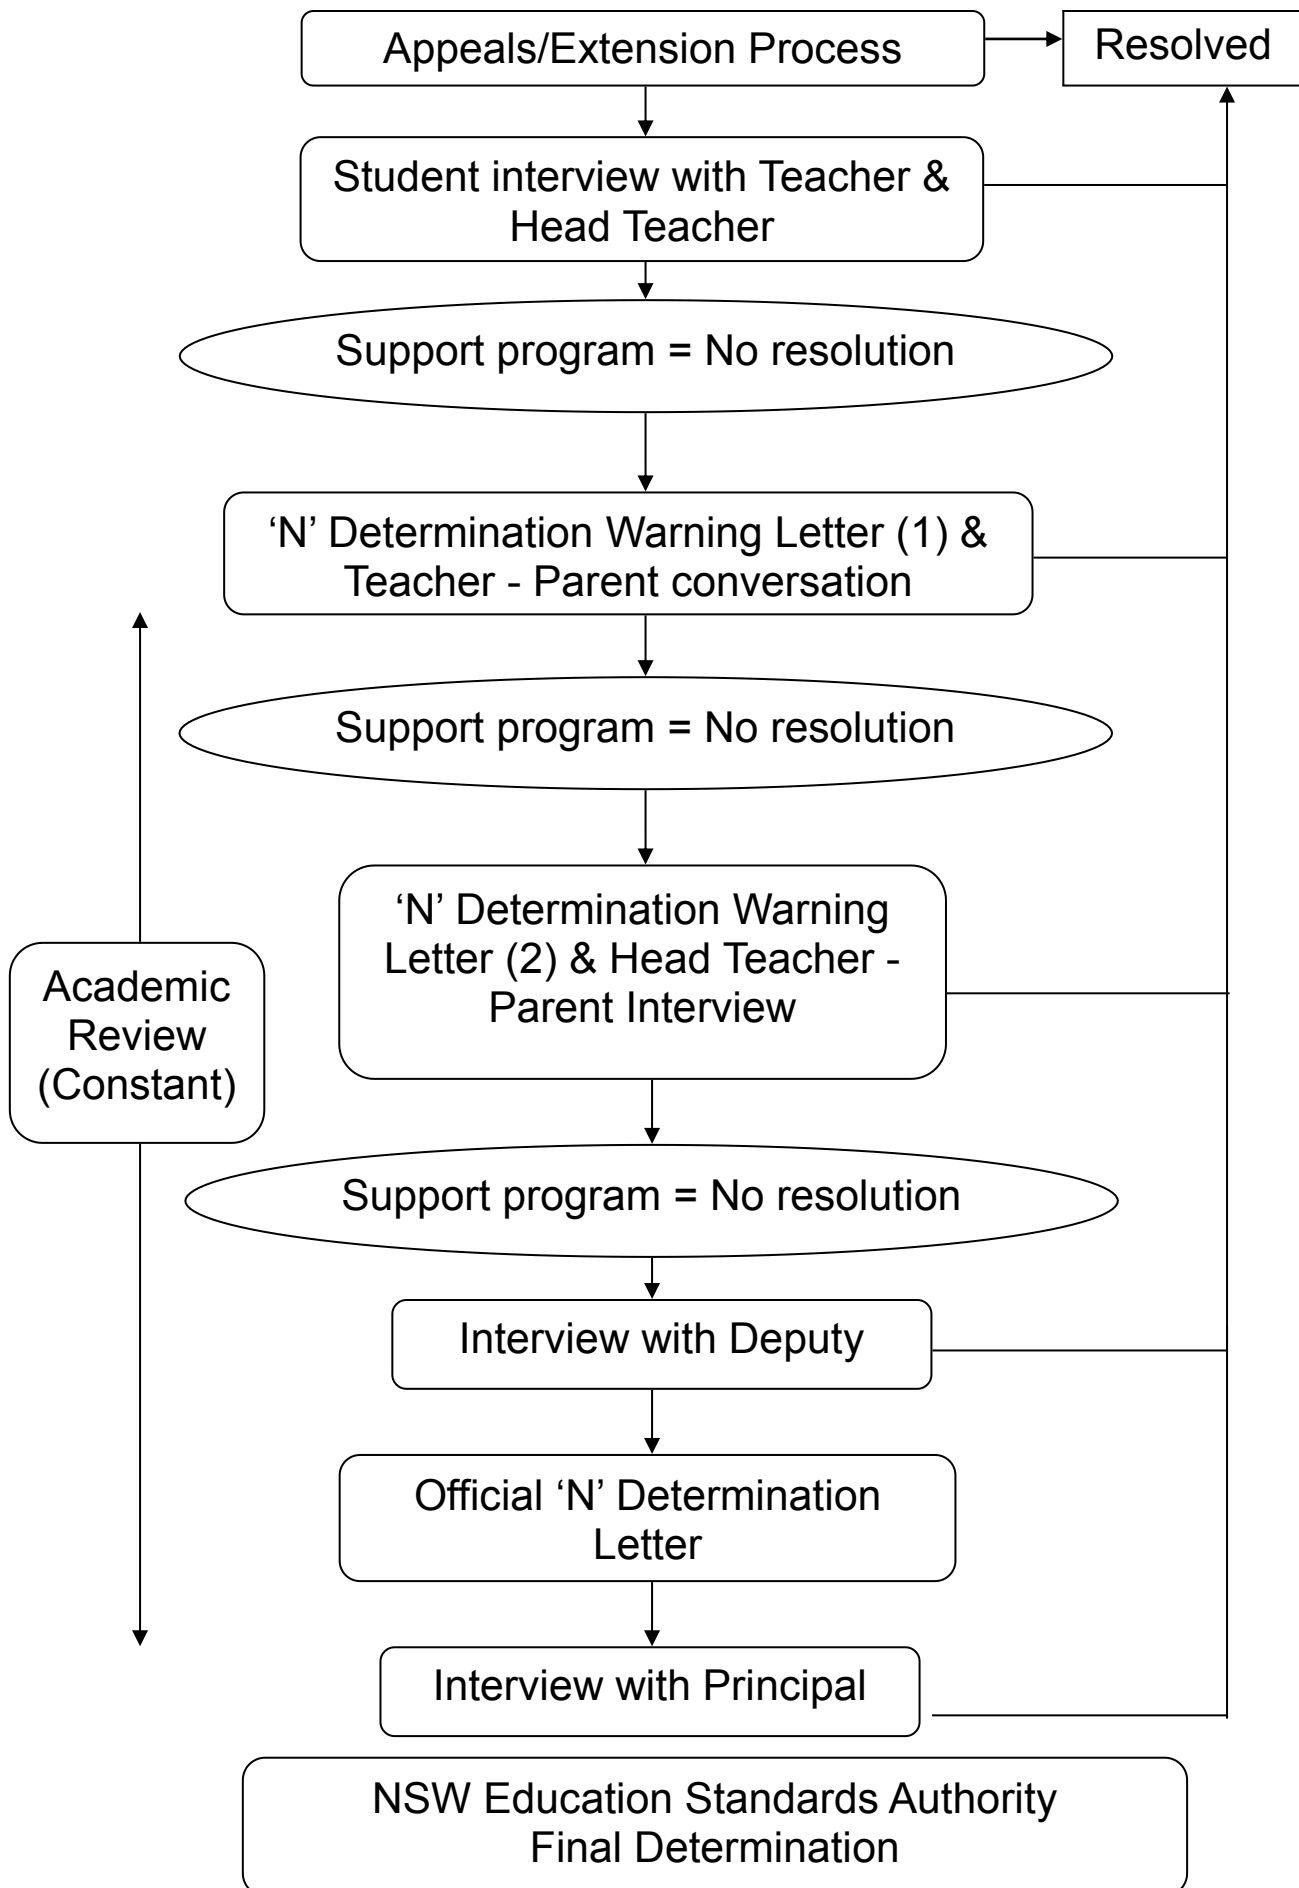 Appeals/Extension Process
Resolved
Student interview with Teacher &
Head Teacher
Support program = No resolution
‘N’ Determination Warning Letter (1) &
Teacher - Parent conversation
Support program = No resolution
‘N’ Determination Warning
Letter (2) & Head Teacher -
Parent Interview
Academic
Review
(Constant)
Support program = No resolution
Interview with Deputy
Official ‘N’ Determination
Letter
Interview with Principal
NSW Education Standards Authority
Final Determination